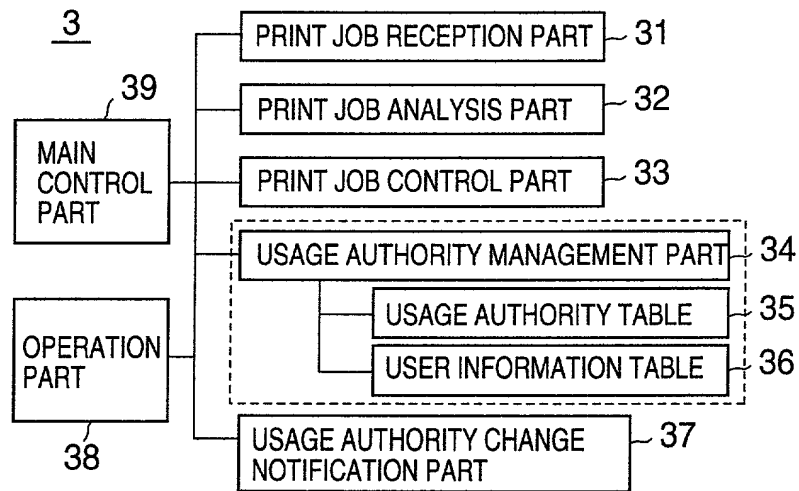 3
PRINT JOB RECEPTION PART
31
39
PRINT JOB ANALYSIS PART
32
MAIN
CONTROL
PART
PRINT JOB CONTROL PART
33
USAGE AUTHORITY MANAGEMENT PART
34
USAGE AUTHORITY TABLE
35
OPERATION
PART
USER INFORMATION TABLE
36
38
USAGE AUTHORITY CHANGE
NOTIFICATION PART
37